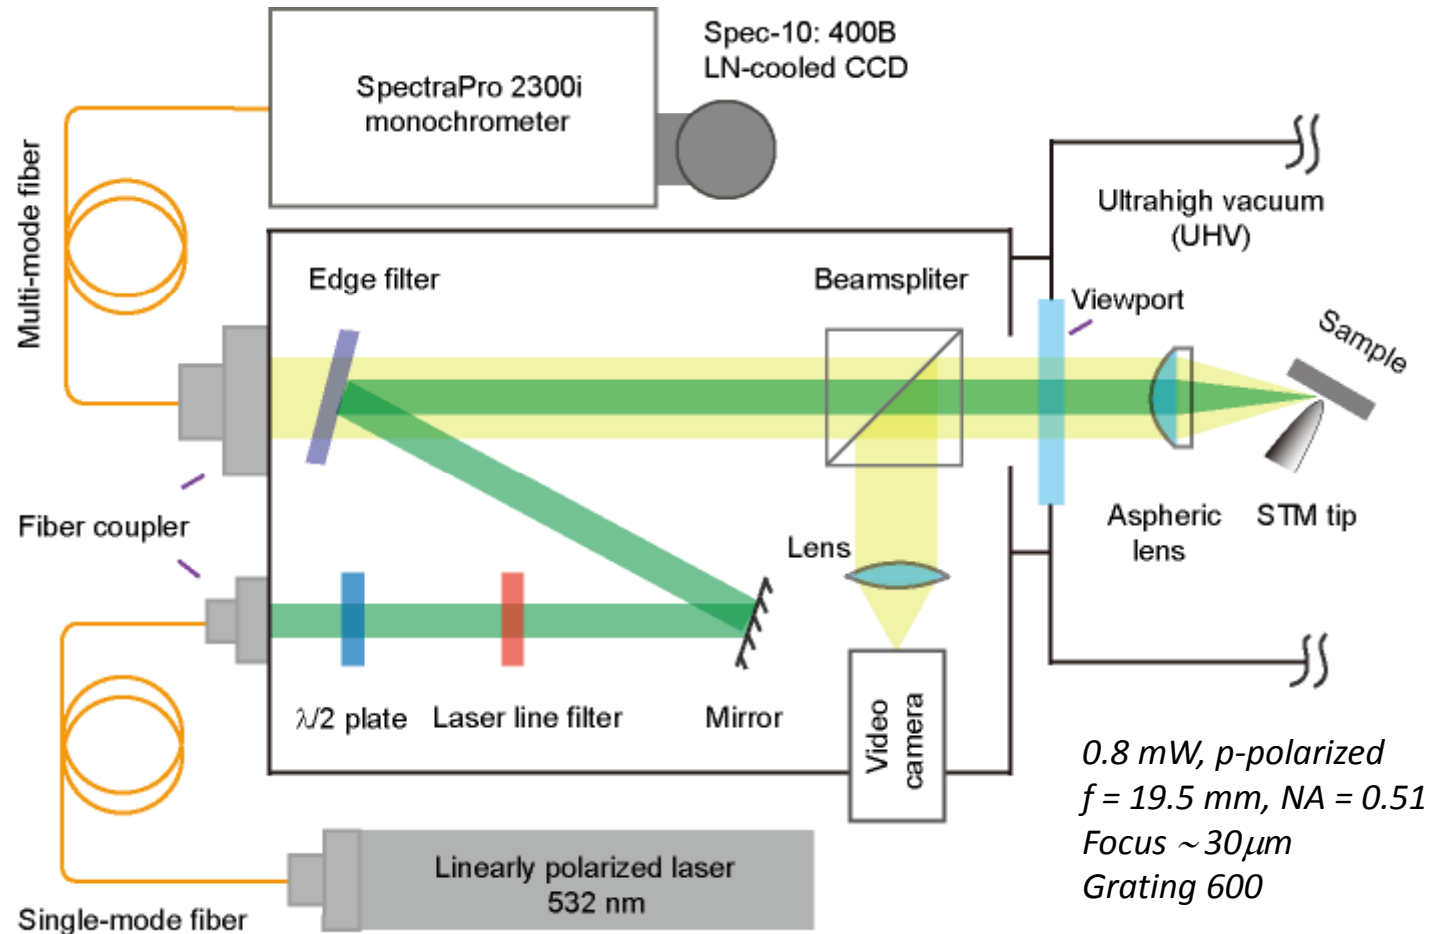 Spec-10: 400B
LN-cooled CCD
SpectraPro 2300i
monochrometer
Multi-mode fiber
Ultrahigh vacuum
(UHV)
Edge filter
Beamspliter
Viewport
Sample
Fiber coupler
Lens
Aspheric
lens
STM tip
λ/2 plate
Laser line filter
Mirror
Video
camera
0.8 mW, p-polarized
f = 19.5 mm, NA = 0.51
Focus ~ 30μm
Grating 600
Linearly polarized laser
532 nm
Single-mode fiber